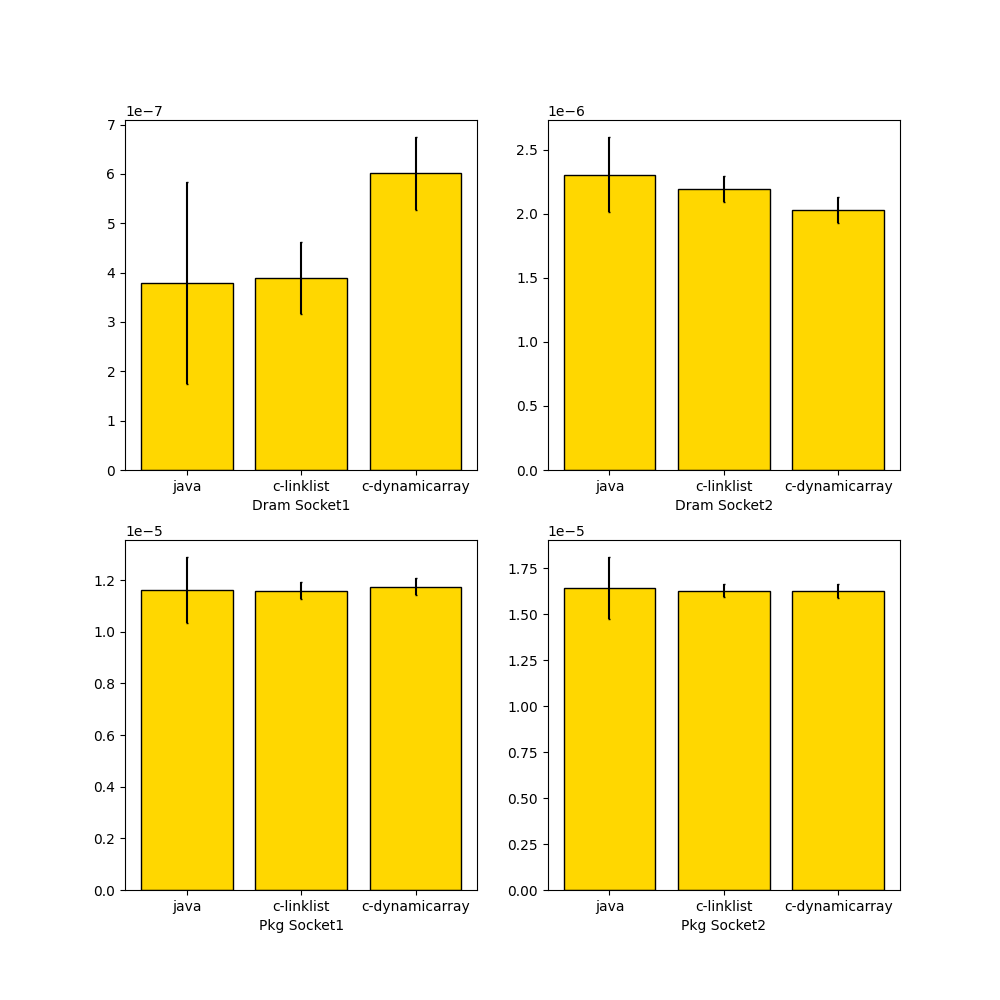 1e−7
7
6
5
4
3
2
1
0
java c-linklist c-dynamicarray
Dram Socket1
1e−6
2.5
2.0
1.5
1.0
0.5
0.0
java c-linklist c-dynamicarray
Dram Socket2
1e−5
1.2
1.0
0.8
0.6
0.4
0.2
0.0
java c-linklist c-dynamicarray
Pkg Socket1
1e−5
1.75
1.50
1.25
1.00
0.75
0.50
0.25
0.00
java c-linklist c-dynamicarray
Pkg Socket2